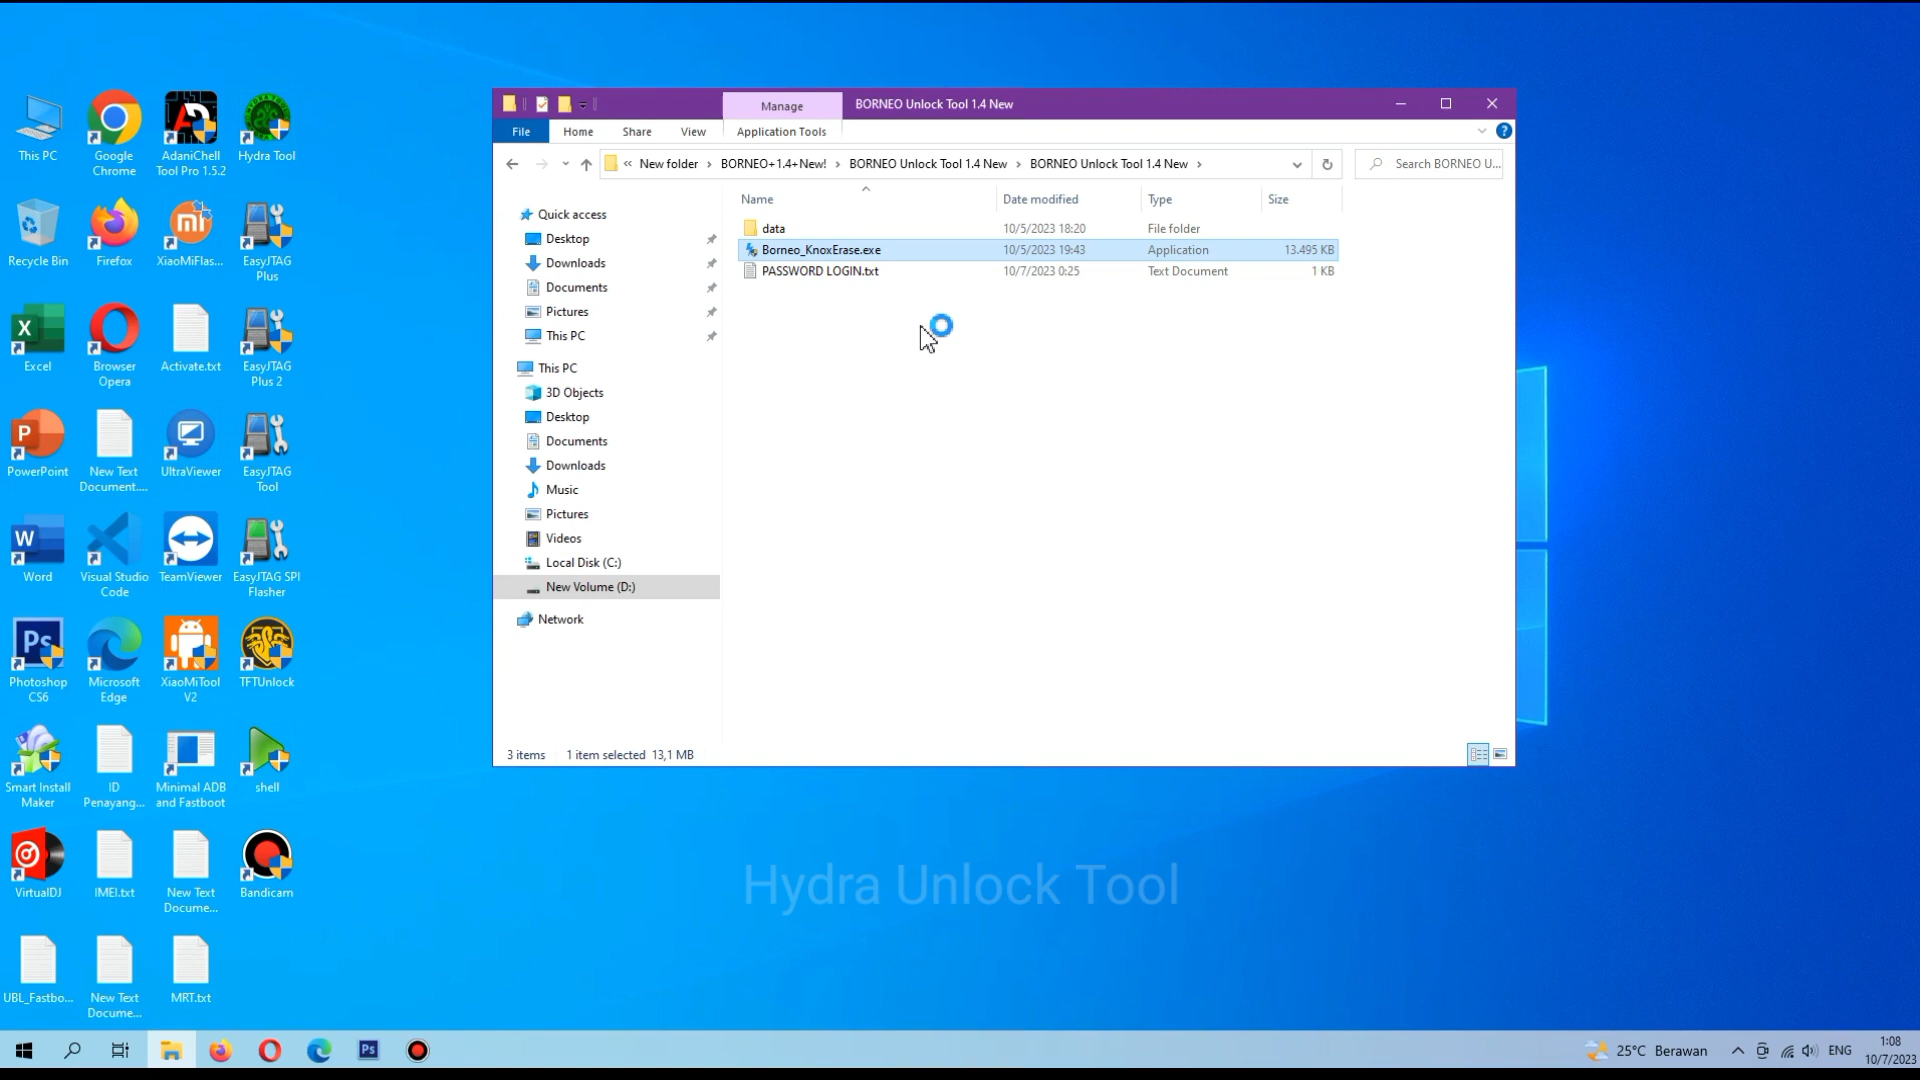 This PC
Google
Chrome
AdaniChell
Tool Pro 1.5.2
Hydra Tool
Recycle Bin
Firefox
XiaoMiFlas...
EasyJTAG
Plus
Excel
Browser
Opera
Activate.txt
EasyJTAG
Plus 2
PowerPoint
New Text
Document....
UltraViewer
EasyJTAG
Tool
Word
Visual Studio
Code
TeamViewer
EasyJTAG SPI
Flasher
Photoshop
CS6
Microsoft
Edge
XiaoMiTool
V2
TFTUnlock
Smart Install
Maker
ID
Penayang...
Minimal ADB
and Fastboot
shell
VirtualDJ
IMEI.txt
New Text
Docume...
Bandicam
UBL_Fastbo...
New Text
Docume...
MRT.txt
Manage
BORNEO Unlock Tool 1.4 New
File
Home
Share
View
Application Tools
« New folder › BORNEO+1.4+New! › BORNEO Unlock Tool 1.4 New › BORNEO Unlock Tool 1.4 New ›
Search BORNEO U...
Name
Date modified
Type
Size
data
10/5/2023 18:20
File folder
Borneo_KnoxErase.exe
10/5/2023 19:43
Application
13.495 KB
PASSWORD LOGIN.txt
10/7/2023 0:25
Text Document
1 KB
Quick access
Desktop
Downloads
Documents
Pictures
This PC
This PC
3D Objects
Desktop
Documents
Downloads
Music
Pictures
Videos
Local Disk (C:)
New Volume (D:)
Network
3 items
1 item selected 13,1 MB
Hydra Unlock Tool
25°C Berawan
ENG
1:08
10/7/2023